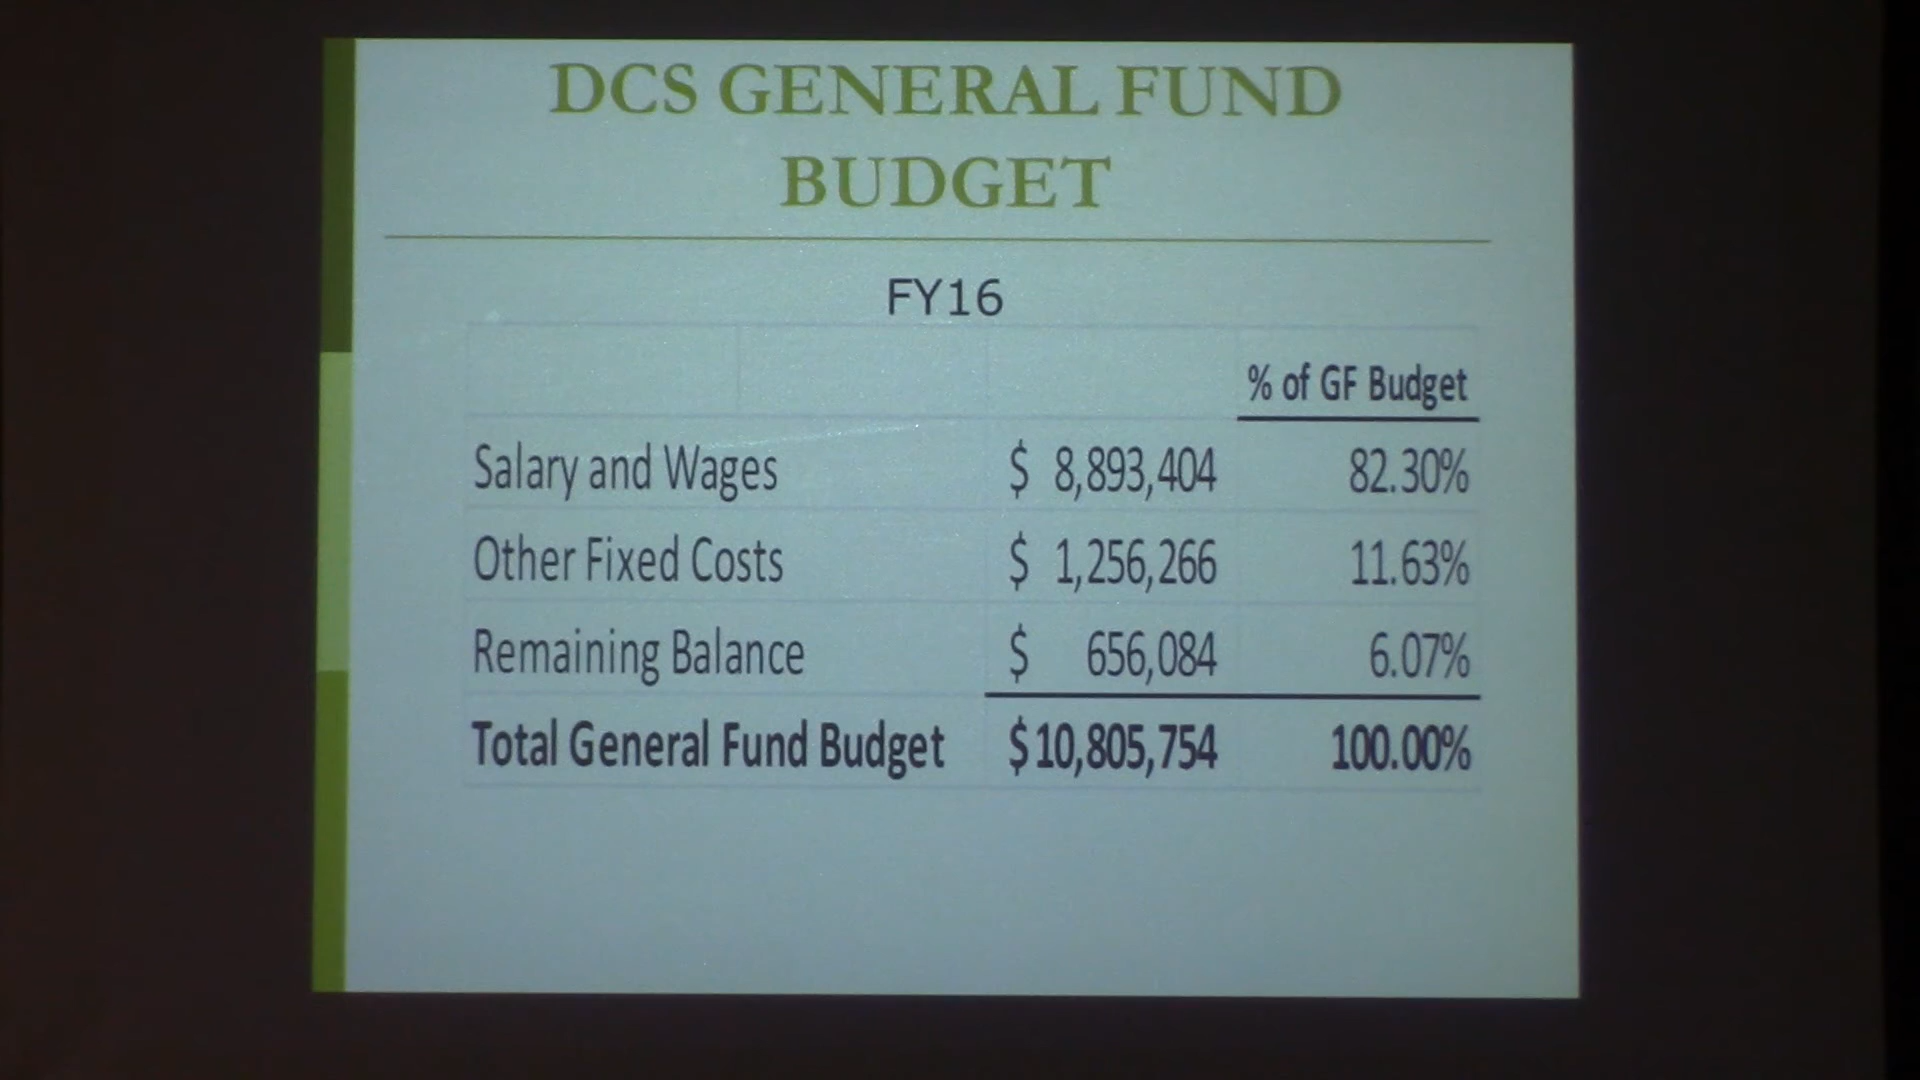 DCS GENERAL FUND
BUDGET
FY16
% of GF Budget
Salary and Wages $ 8,893,404 82.30%
Other Fixed Costs $ 1,256,266 11.63%
Remaining Balance $ 656,084 6.07%
Total General Fund Budget $10,805,754 100.00%